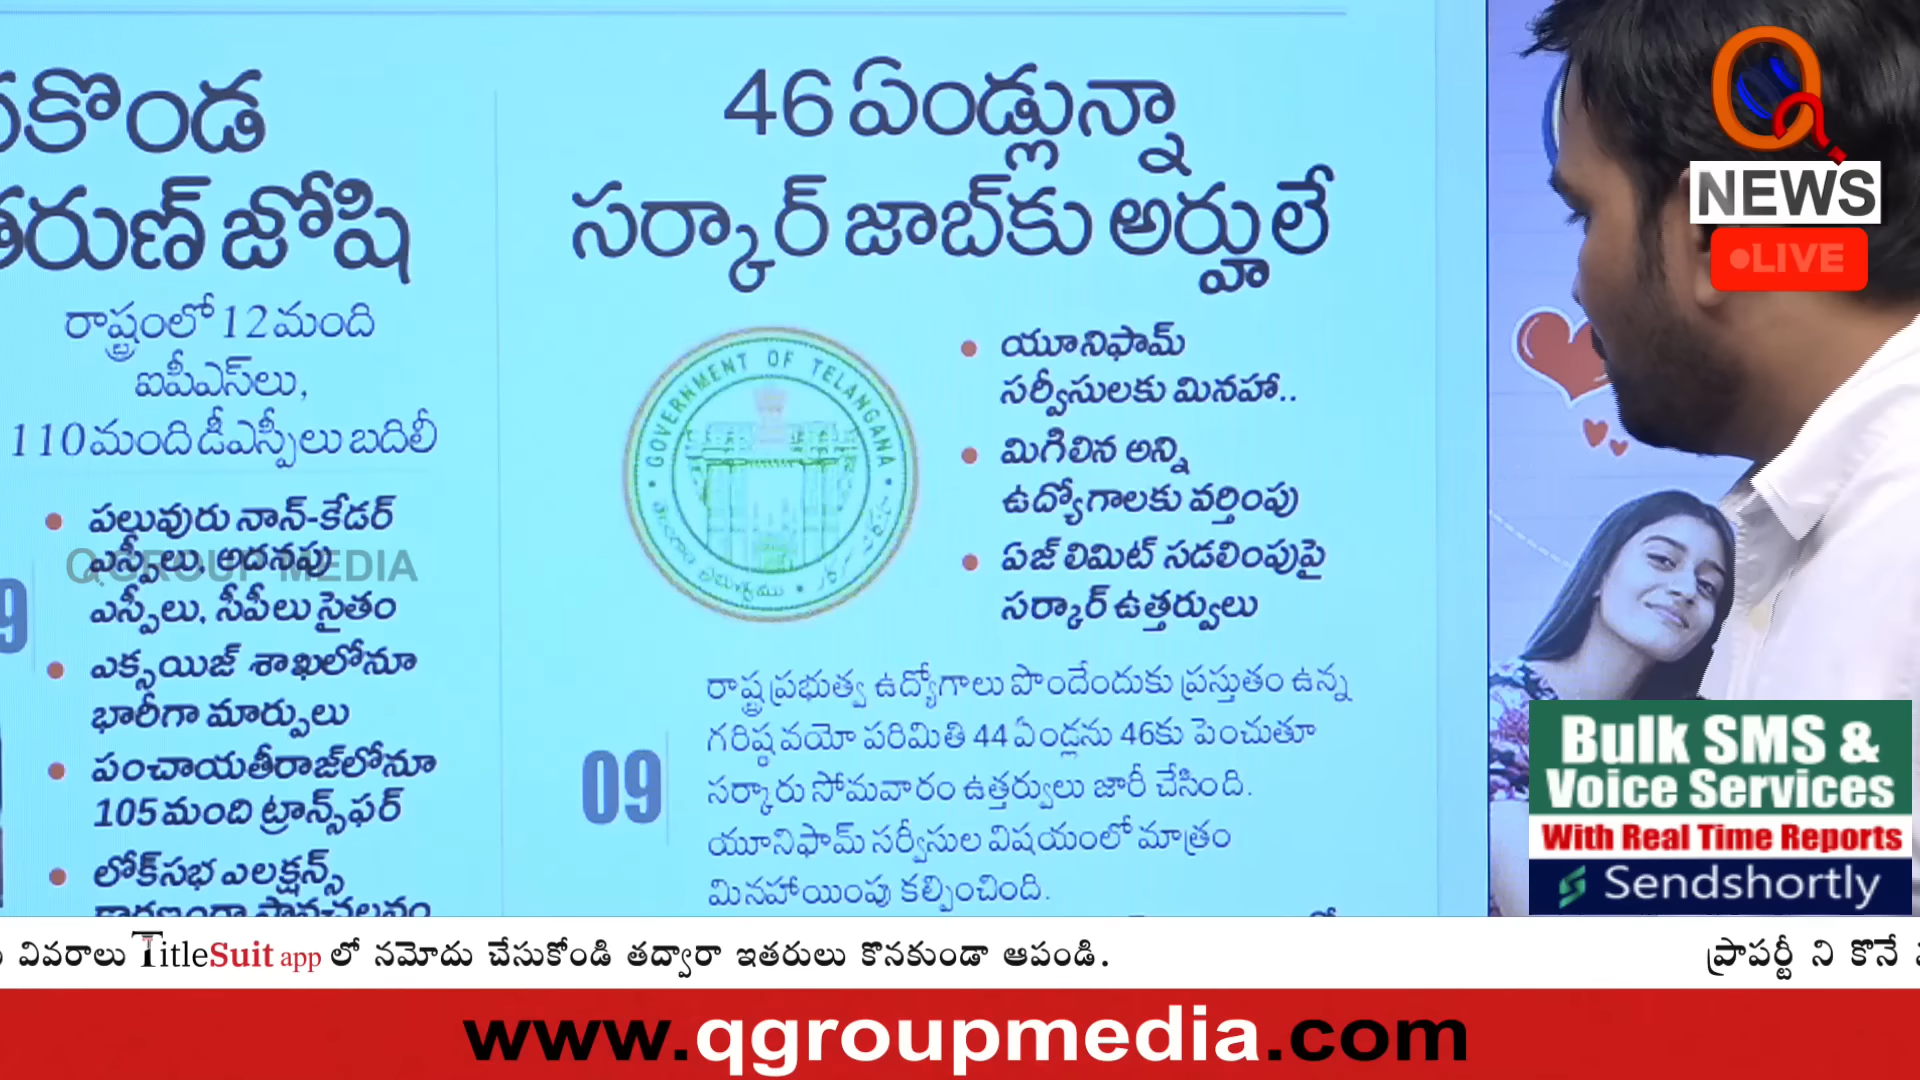 కొండ
తరుణ్ జోషి
రాష్ట్రంలో 12 మంది
ఐపీఎస్‌లు,
110 మంది డీఎస్పీలు బదిలీ
• పలువురు నాన్-కేడర్
ఎస్పీలు, అదనపు
ఎస్పీలు, సీపీలు సైతం
• ఎక్సయిజ్ శాఖలోనూ
భారీగా మార్పులు
• పంచాయతీరాజ్‌లోనూ
105 మంది ట్రాన్స్‌ఫర్
• లోక్‌సభ ఎలక్షన్స్
Q GROUP MEDIA
9
46 ఏండ్లున్నా
సర్కార్ జాబ్‌కు అర్హులే
GOVERNMENT OF TELANGANA
• యూనిఫామ్
సర్వీసులకు మినహా..
• మిగిలిన అన్ని
ఉద్యోగాలకు వర్తింపు
• ఏజ్ లిమిట్ సడలింపుపై
సర్కార్ ఉత్తర్వులు
09
రాష్ట్ర ప్రభుత్వ ఉద్యోగాలు పొందేందుకు ప్రస్తుతం ఉన్న
గరిష్ఠ వయో పరిమితి 44 ఏండ్లను 46కు పెంచుతూ
సర్కారు సోమవారం ఉత్తర్వులు జారీ చేసింది.
యూనిఫామ్ సర్వీసుల విషయంలో మాత్రం
మినహాయింపు కల్పించింది.
Q
NEWS
LIVE
Bulk SMS &
Voice Services
With Real Time Reports
Sendshortly
వివరాలు TitleSuit app లో నమోదు చేసుకోండి తద్వారా ఇతరులు కొనకుండా ఆపండి. ప్రాపర్టీ ని కొనే
www.qgroupmedia.com